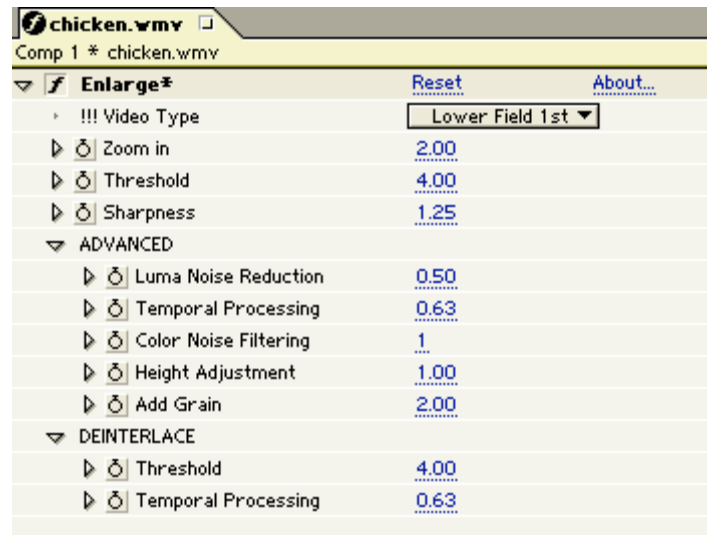 chicken.wmv
Comp 1 * chicken.wmv
Enlarge* Reset About...
!!! Video Type Lower Field 1st
Zoom in 2.00
Threshold 4.00
Sharpness 1.25
ADVANCED
Luma Noise Reduction 0.50
Temporal Processing 0.63
Color Noise Filtering 1
Height Adjustment 1.00
Add Grain 2.00
DEINTERLACE
Threshold 4.00
Temporal Processing 0.63